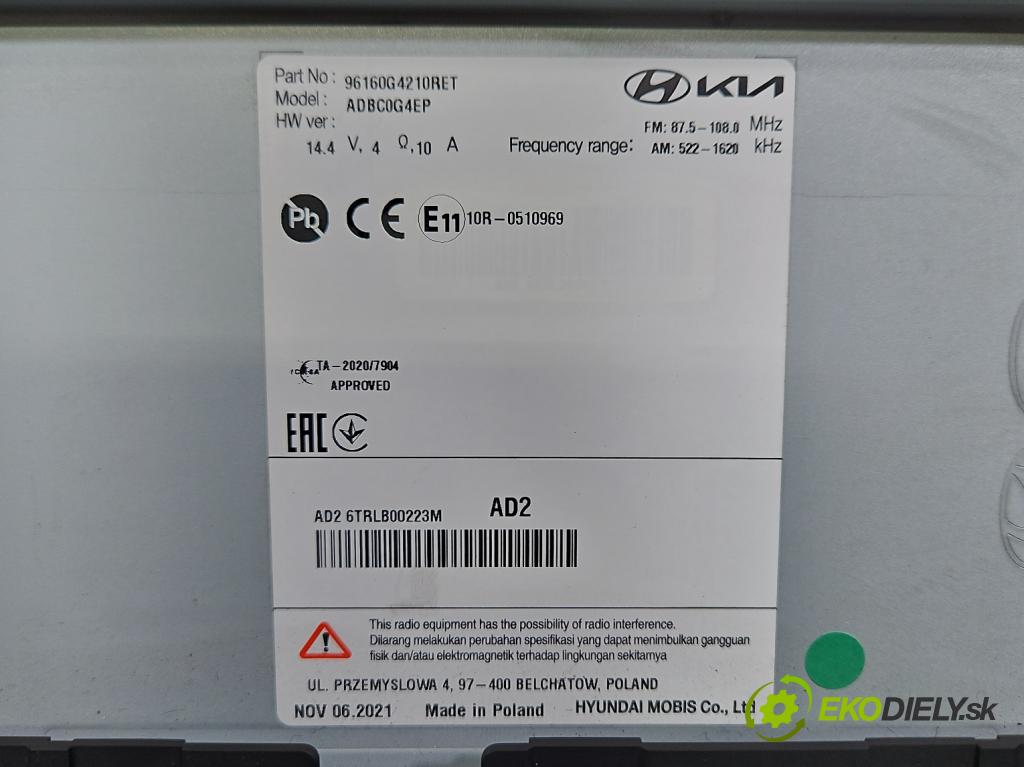 Part No : 96160G4210RET
Model : ADBC0G4EP
HW ver :
HYUNDAI KIA
14.4 V, 4 Ω, 10 A
Frequency range: FM: 87.5-108.0 MHz
AM: 522-1620 kHz
Pb CE E11 10R-0510969
TA-2020/7904
APPROVED
EAC
AD2 6TRLB00223M AD2
This radio equipment has the possibility of radio interference.
Dilarang melakukan perubahan spesifikasi yang dapat menimbulkan gangguan
fisik dan/atau elektromagnetik terhadap lingkungan sekitarnya
UL. PRZEMYSLOWA 4, 97-400 BELCHATOW, POLAND
NOV 06.2021 Made in Poland HYUNDAI MOBIS Co., Ltd
EKODIELY.sk